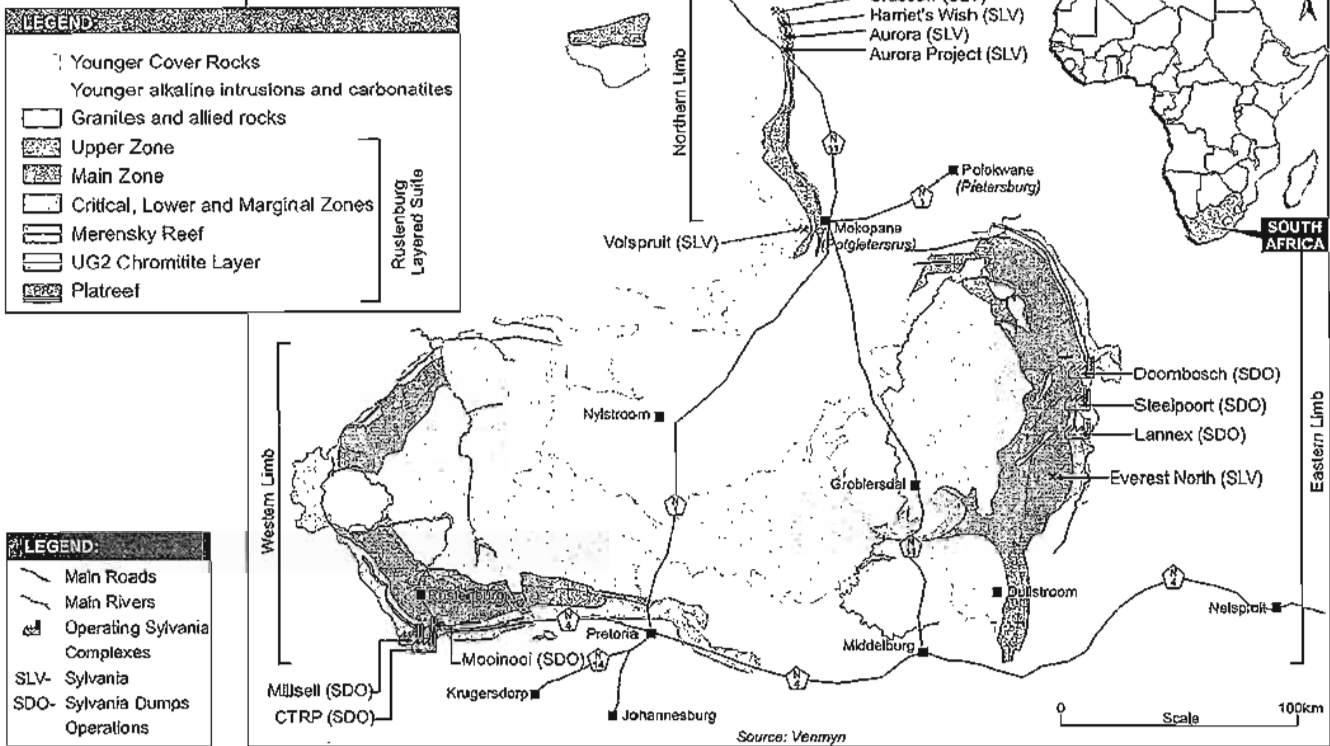 LEGEND:
Younger Cover Rocks
Younger alkaline intrusions and carbonatites
Granites and allied rocks
Upper Zone
Main Zone
Critical, Lower and Marginal Zones
Merensky Reef
UG2 Chromitite Layer
Platreef
Rustenburg
Layered Suite
Northern Limb
Harriet's Wish (SLV)
Aurora (SLV)
Aurora Project (SLV)
N
11
Polokwane
(Pietersburg)
N
1
Mokopane
(Potgietersrus)
Volspruit (SLV)
SOUTH
AFRICA
Western Limb
Nylstroom
Groblersdal
Doornbosch (SDO)
Steelpoort (SDO)
Lannex (SDO)
Everest North (SLV)
Eastern Limb
LEGEND:
Main Roads
Main Rivers
Operating Sylvania
Complexes
SLV- Sylvania
SDO- Sylvania Dumps
Operations
Rustenburg
Pretoria
Mooinooi (SDO)
N
14
Millsell (SDO)
CTRP (SDO)
Krugersdorp
Johannesburg
Middelburg
Dullstroom
Nelspruit
N
4
N
4
0
100km
Scale
Source: Venmyn